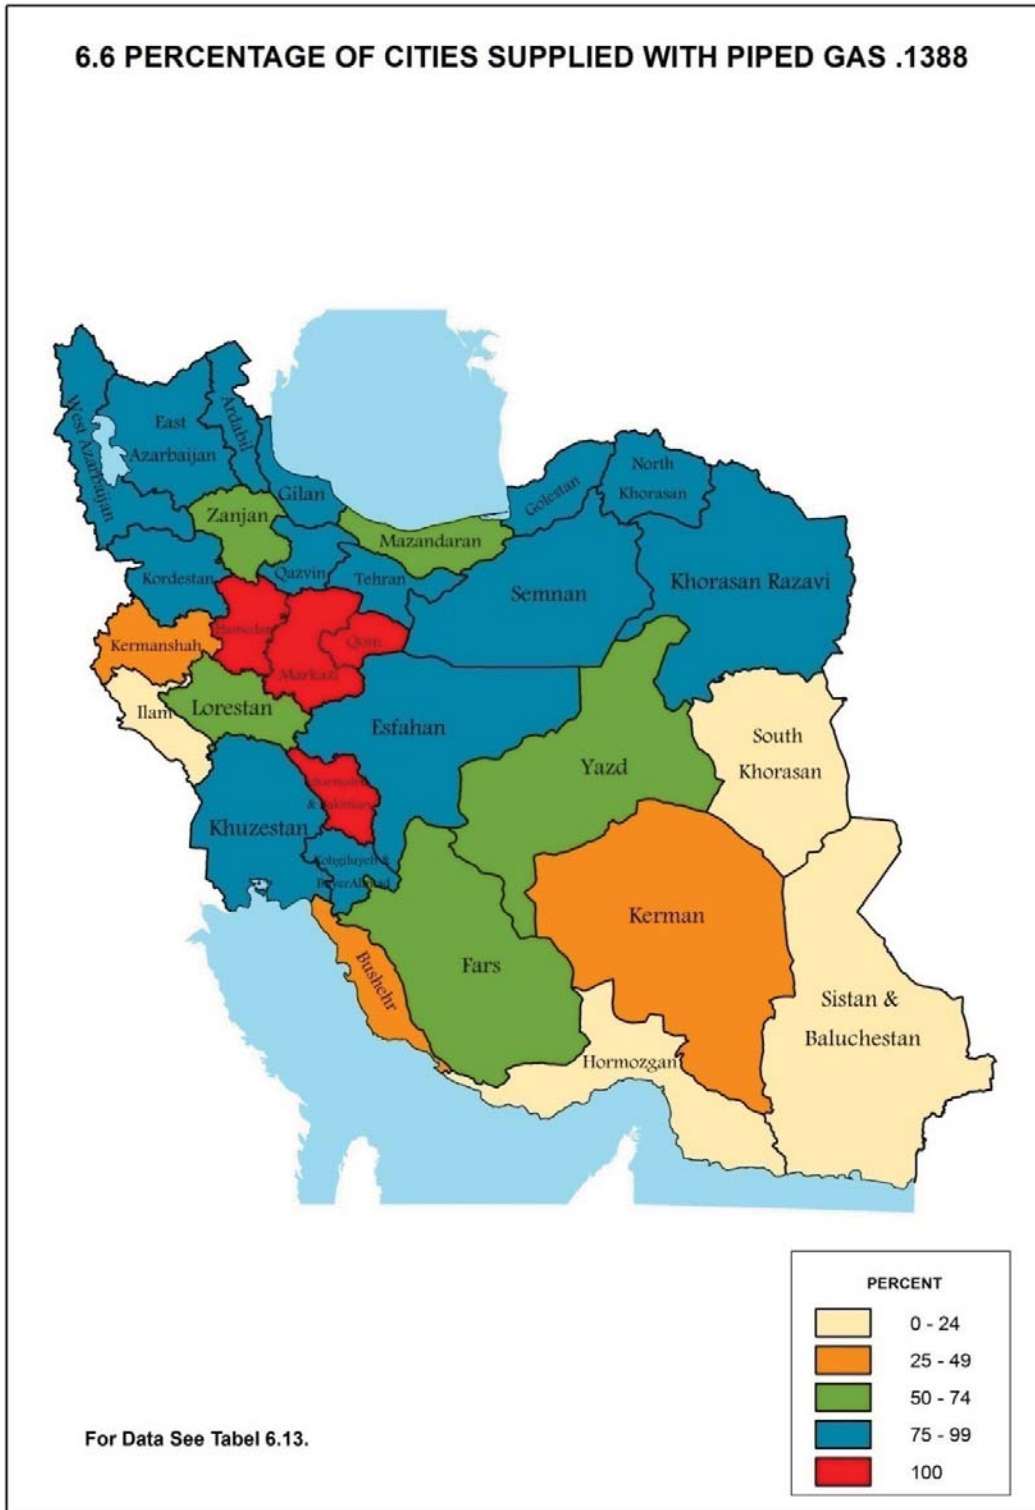 6.6 PERCENTAGE OF CITIES SUPPLIED WITH PIPED GAS .1388
West Azarbaijan
East
Azarbaijan
Ardabil
Gilan
Zanjan
Mazandaran
Golestan
North
Khorasan
Kordestan
Qazvin
Tehran
Semnan
Khorasan Razavi
Kermanshah
Hamedan
Qom
Markazi
Ilam
Lorestan
Esfahan
Yazd
South
Khorasan
&
Khuzestan
Kohgiluyeh &
BoyerAhmad
Kerman
Fars
Bushehr
Sistan &
Baluchestan
Hormozgan
PERCENT
0 - 24
25 - 49
50 - 74
75 - 99
100
For Data See Tabel 6.13.